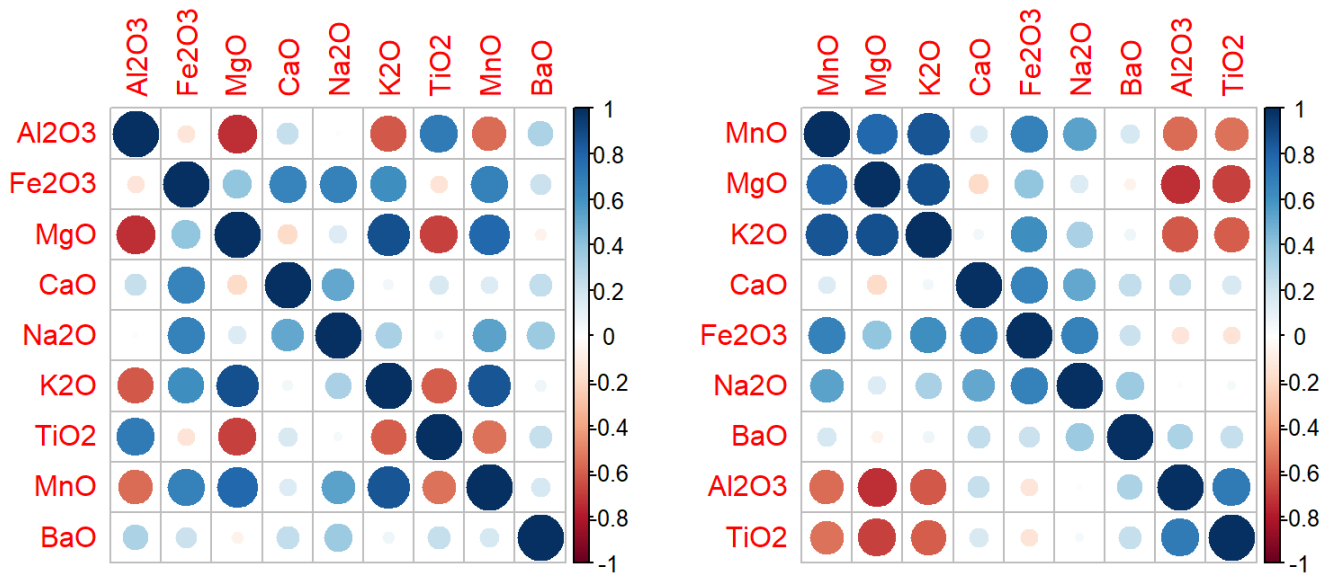 Al2O3 Fe2O3 MgO CaO Na2O K2O TiO2 MnO BaO
Al2O3
Fe2O3
MgO
CaO
Na2O
K2O
TiO2
MnO
BaO
1
0.8
0.6
0.4
0.2
0
-0.2
-0.4
-0.6
-0.8
-1
MnO MgO K2O CaO Fe2O3 Na2O BaO Al2O3 TiO2
MnO
MgO
K2O
CaO
Fe2O3
Na2O
BaO
Al2O3
TiO2
1
0.8
0.6
0.4
0.2
0
-0.2
-0.4
-0.6
-0.8
-1